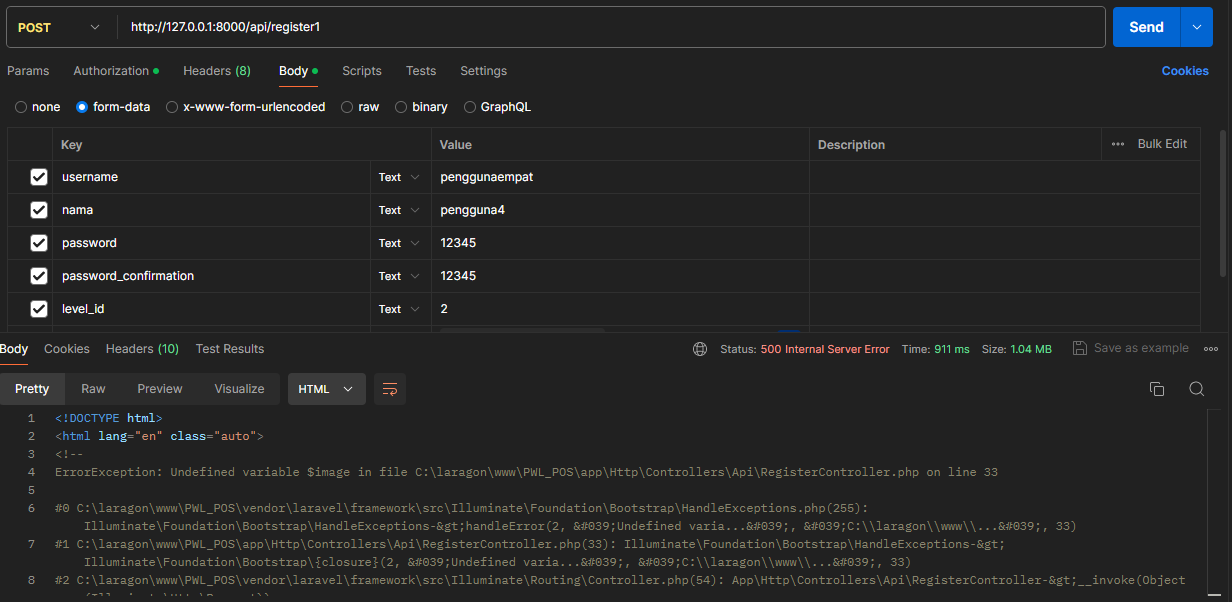 POST http://127.0.0.1:8000/api/register1 Send
Params Authorization Headers (8) Body Scripts Tests Settings Cookies
none form-data x-www-form-urlencoded raw binary GraphQL
Key Value Description ••• Bulk Edit
username Text penggunaempat
nama Text pengguna4
password Text 12345
password_confirmation Text 12345
level_id Text 2
Body Cookies Headers (10) Test Results Status: 500 Internal Server Error Time: 911 ms Size: 1.04 MB Save as example
Pretty Raw Preview Visualize HTML
1 <!DOCTYPE html>
2 <html lang="en" class="auto">
3 <!--
4 ErrorException: Undefined variable $image in file C:\laragon\www\PWL_POS\app\Http\Controllers\Api\RegisterController.php on line 33
5
6 #0 C:\laragon\www\PWL_POS\vendor\laravel\framework\src\Illuminate\Foundation\Bootstrap\HandleExceptions.php(255):
Illuminate\Foundation\Bootstrap\HandleExceptions-&gt;handleError(2, &#039;Undefined varia...&#039;, &#039;C:\\laragon\\www\\...&#039;, 33)
7 #1 C:\laragon\www\PWL_POS\app\Http\Controllers\Api\RegisterController.php(33): Illuminate\Foundation\Bootstrap\HandleExceptions-&gt;
Illuminate\Foundation\Bootstrap\{closure}(2, &#039;Undefined varia...&#039;, &#039;C:\\laragon\\www\\...&#039;, 33)
8 #2 C:\laragon\www\PWL_POS\vendor\laravel\framework\src\Illuminate\Routing\Controller.php(54): App\Http\Controllers\Api\RegisterController-&gt;__invoke(Object